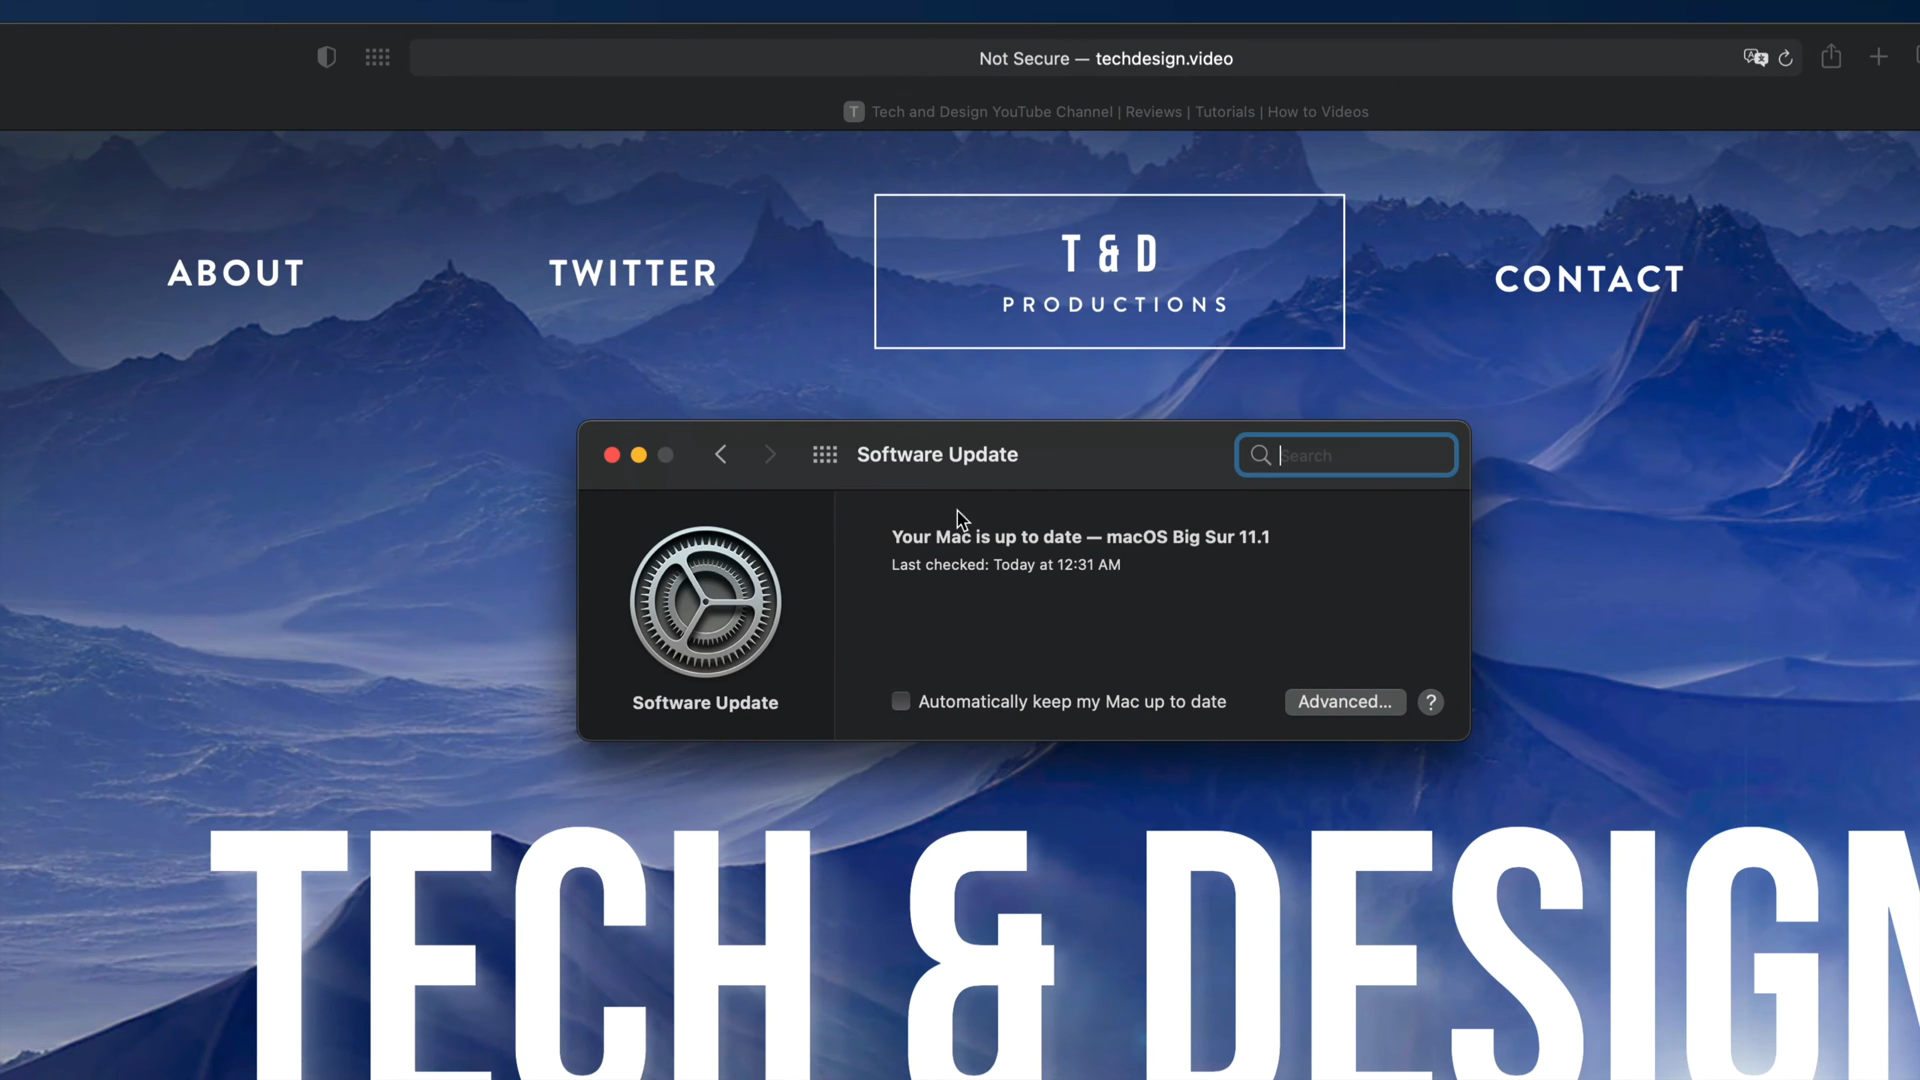 Not Secure — techdesign.video
T Tech and Design YouTube Channel | Reviews | Tutorials | How to Videos
ABOUT
TWITTER
T & D
PRODUCTIONS
CONTACT
Software Update
Search
Your Mac is up to date — macOS Big Sur 11.1
Last checked: Today at 12:31 AM
Software Update
Automatically keep my Mac up to date
Advanced...
?
TECH & DESIGN